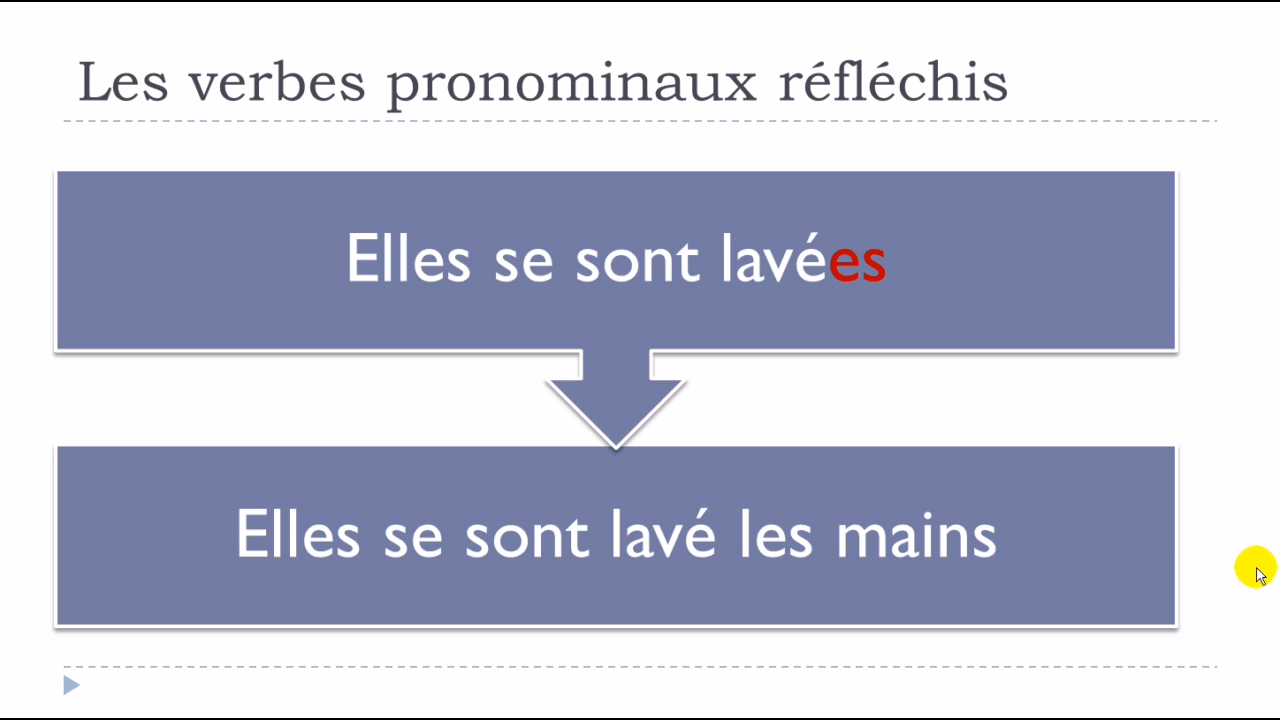 Les verbes pronominaux réfléchis
Elles se sont lavées
Elles se sont lavé les mains